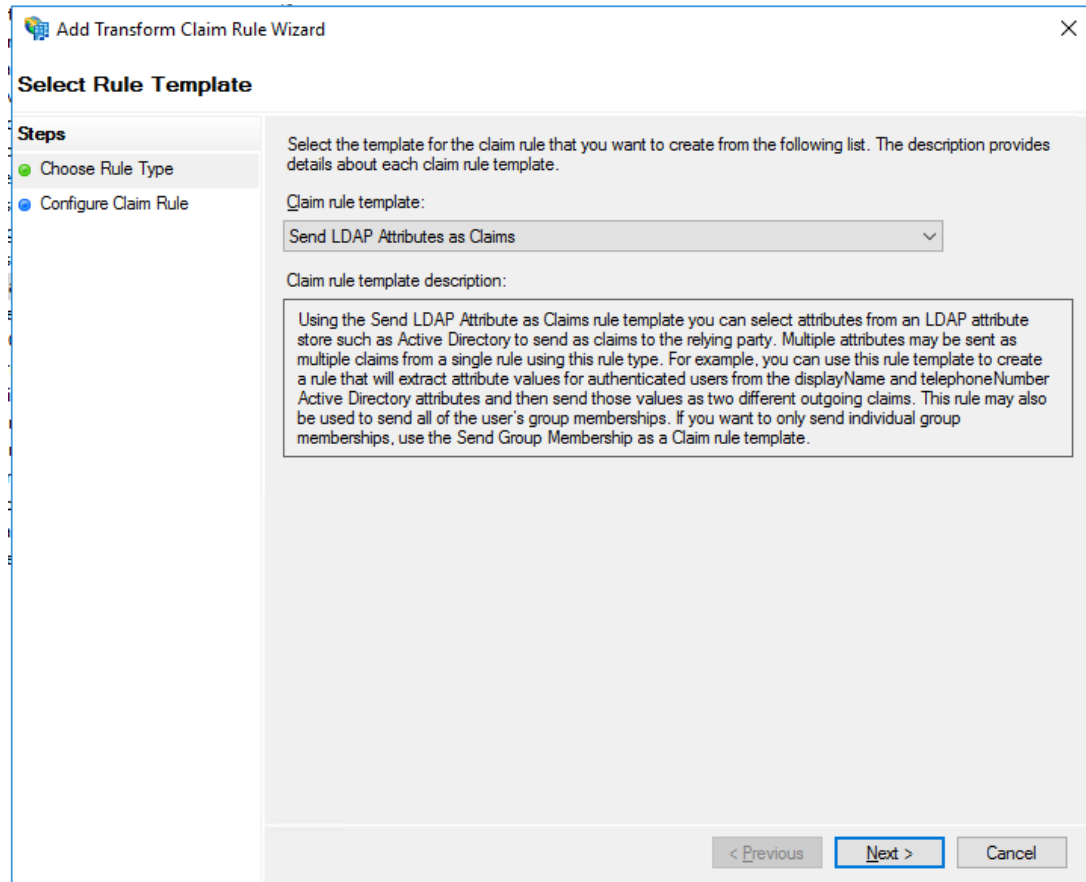 Add Transform Claim Rule Wizard
Select Rule Template
Steps
Choose Rule Type
Configure Claim Rule
Select the template for the claim rule that you want to create from the following list. The description provides
details about each claim rule template.
Claim rule template:
Send LDAP Attributes as Claims
Claim rule template description:
Using the Send LDAP Attribute as Claims rule template you can select attributes from an LDAP attribute
store such as Active Directory to send as claims to the relying party. Multiple attributes may be sent as
multiple claims from a single rule using this rule type. For example, you can use this rule template to create
a rule that will extract attribute values for authenticated users from the displayName and telephoneNumber
Active Directory attributes and then send those values as two different outgoing claims. This rule may also
be used to send all of the user's group memberships. If you want to only send individual group
memberships, use the Send Group Membership as a Claim rule template.
< Previous
Next >
Cancel